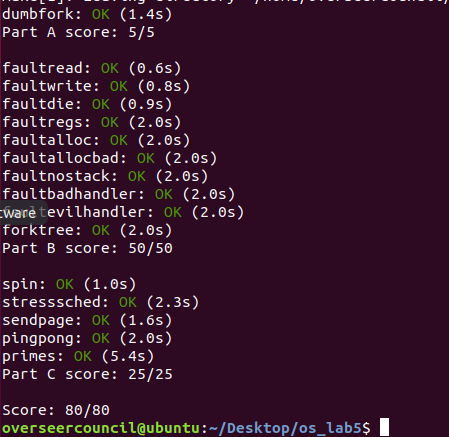 dumbfork: OK (1.4s)
Part A score: 5/5
faultread: OK (0.6s)
faultwrite: OK (0.8s)
faultdie: OK (0.9s)
faultregs: OK (2.0s)
faultalloc: OK (2.0s)
faultallocbad: OK (2.0s)
faultnostack: OK (2.0s)
faultbadhandler: OK (2.0s)
tware
evilhandler: OK (2.0s)
forktree: OK (2.0s)
Part B score: 50/50
spin: OK (1.0s)
stresssched: OK (2.3s)
sendpage: OK (1.6s)
pingpong: OK (2.0s)
primes: OK (5.4s)
Part C score: 25/25
Score: 80/80
overseercouncil@ubuntu:~/Desktop/os_lab5$